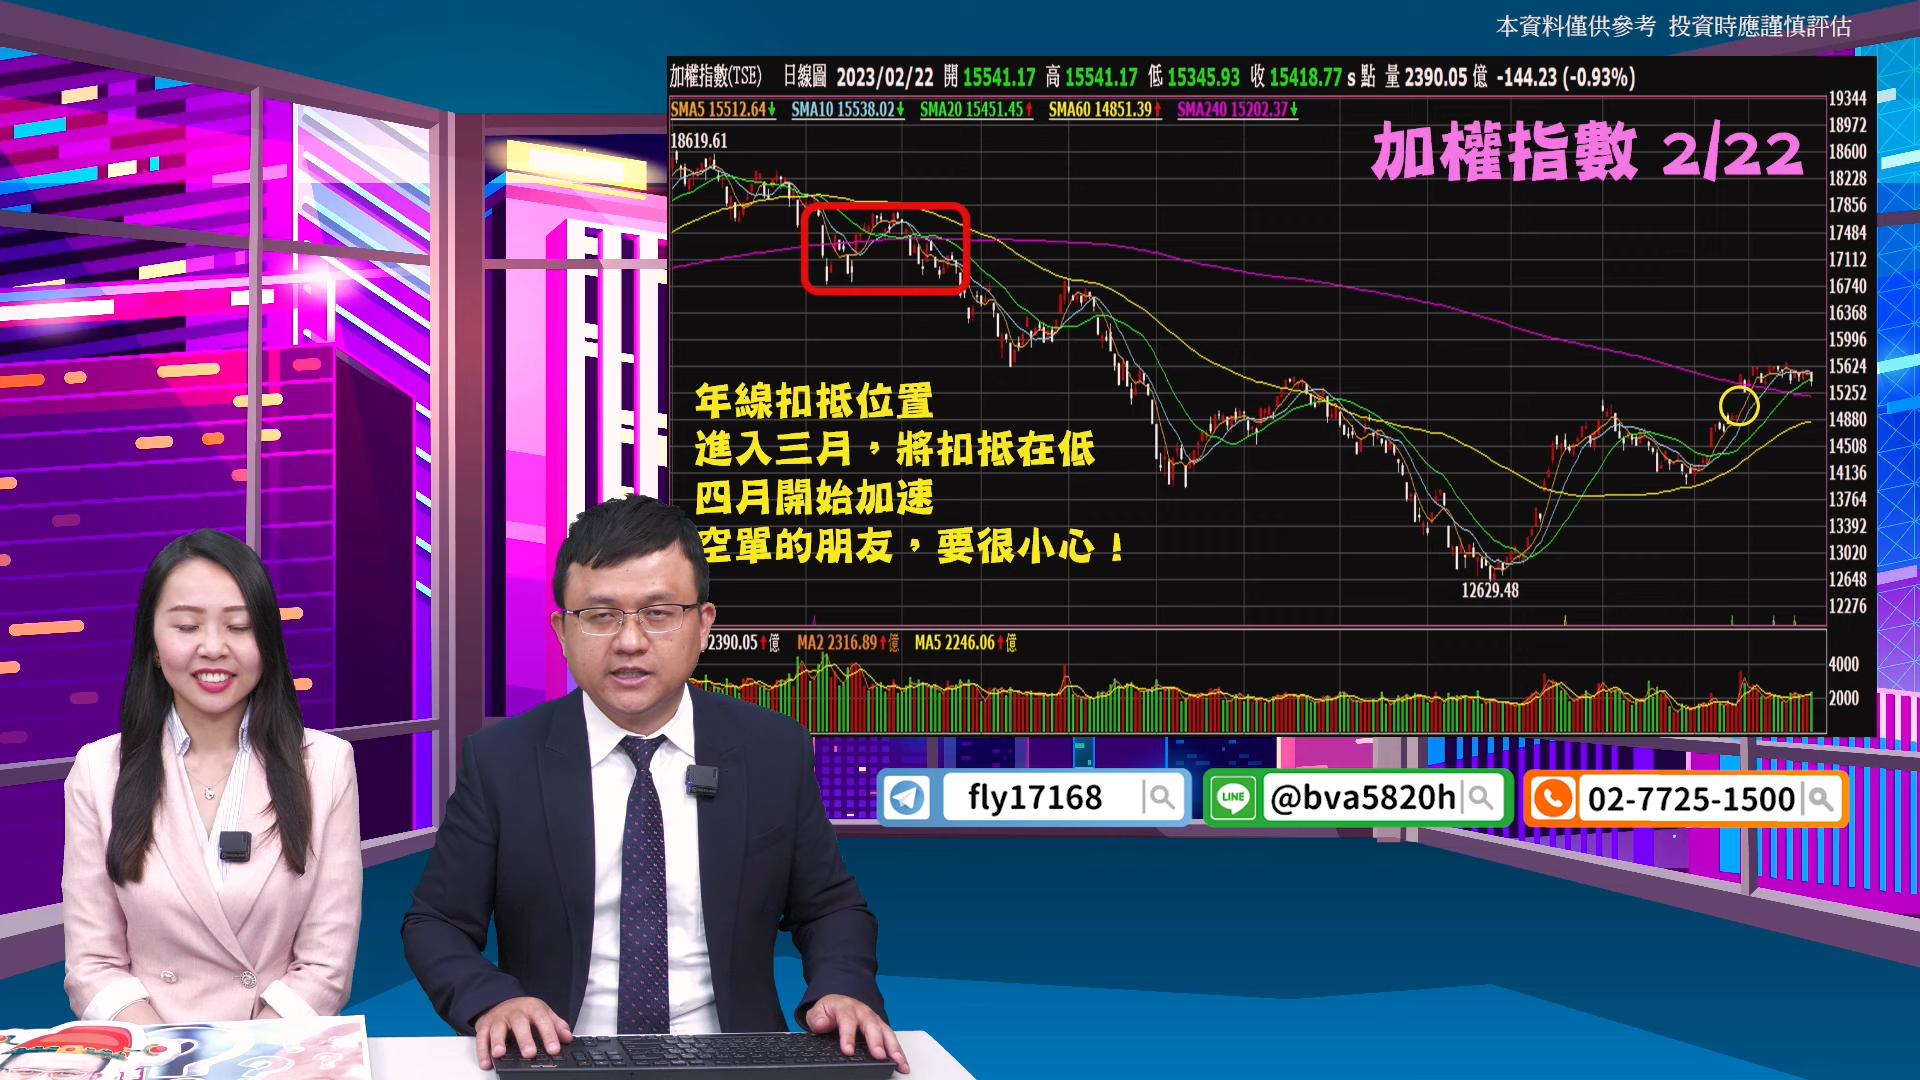 本資料僅供參考 投資時應謹慎評估
加權指數(TSE) 日線圖 2023/02/22 開 15541.17 高 15541.17 低 15345.93 收 15418.77 s 點 量 2390.05 億 -144.23 (-0.93%)
SMA5 15512.64↓ SMA10 15538.02↓ SMA20 15451.45↑ SMA60 14851.39↑ SMA240 15202.37↓
18619.61
加權指數 2/22
19344
18972
18600
18228
17856
17484
17112
16740
16368
15996
15624
15252
14880
14508
14136
13764
13392
13020
12648
12276
年線扣抵位置
進入三月，將扣抵在低
四月開始加速
空單的朋友，要很小心！
12629.48
2390.05↑億 MA2 2316.89↑億 MA5 2246.06↑億
4000
2000
fly17168
LINE @bva5820h
02-7725-1500